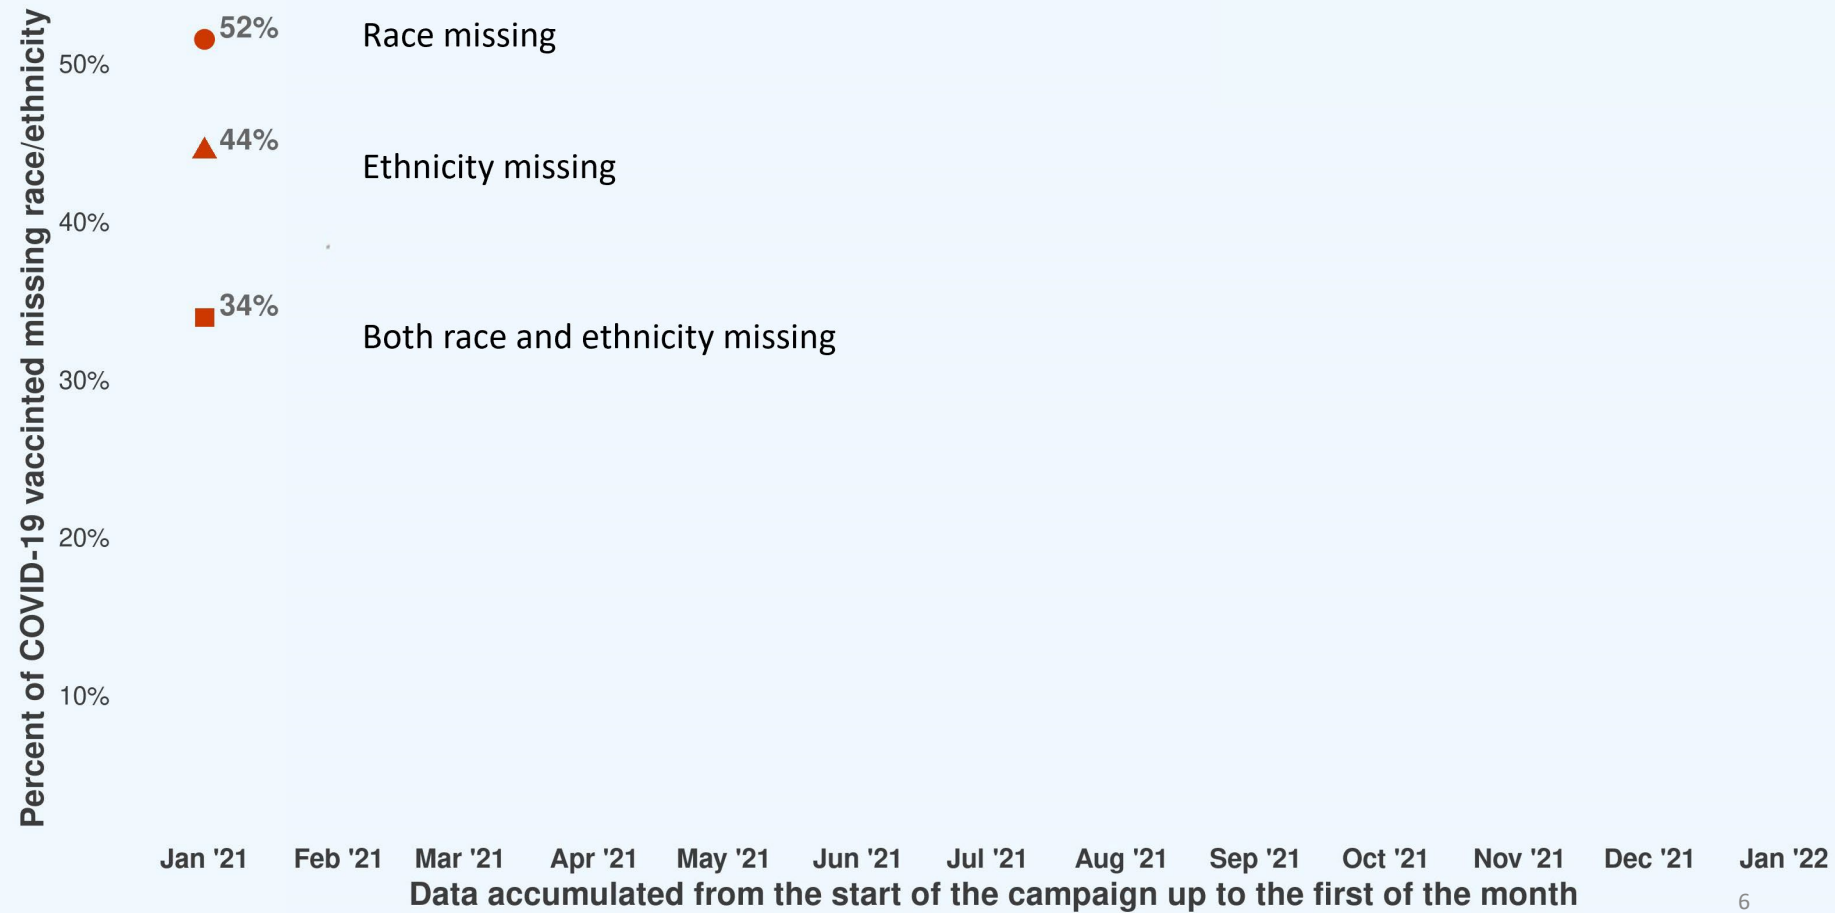 Percent of COVID-19 vaccinted missing race/ethnicity
52%
Race missing
50%
44%
Ethnicity missing
40%
34%
Both race and ethnicity missing
30%
20%
10%
Jan '21 Feb '21 Mar '21 Apr '21 May '21 Jun '21 Jul '21 Aug '21 Sep '21 Oct '21 Nov '21 Dec '21 Jan '22
Data accumulated from the start of the campaign up to the first of the month
6